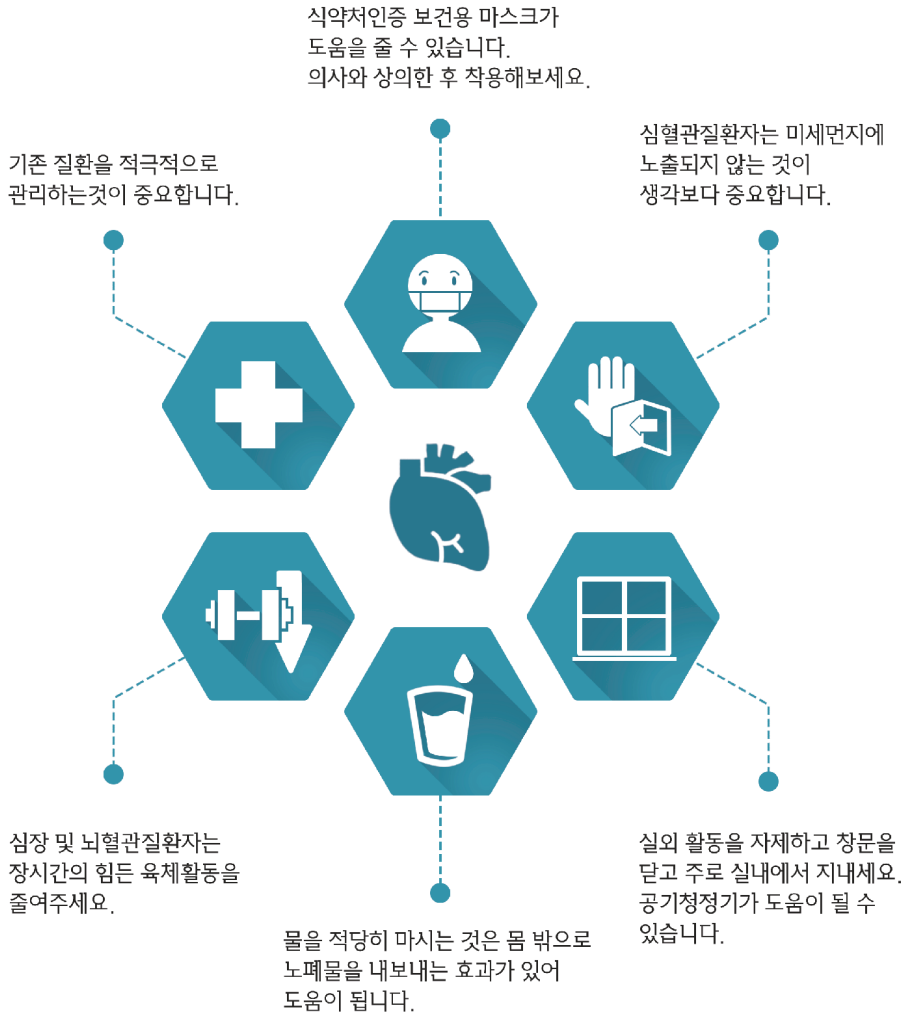 식약처인증 보건용 마스크가
도움을 줄 수 있습니다.
의사와 상의한 후 착용해보세요.
기존 질환을 적극적으로
관리하는것이 중요합니다.
심혈관질환자는 미세먼지에
노출되지 않는 것이
생각보다 중요합니다.
심장 및 뇌혈관질환자는
장시간의 힘든 육체활동을
줄여주세요.
물을 적당히 마시는 것은 몸 밖으로
노폐물을 내보내는 효과가 있어
도움이 됩니다.
실외 활동을 자제하고 창문을
닫고 주로 실내에서 지내세요.
공기청정기가 도움이 될 수
있습니다.